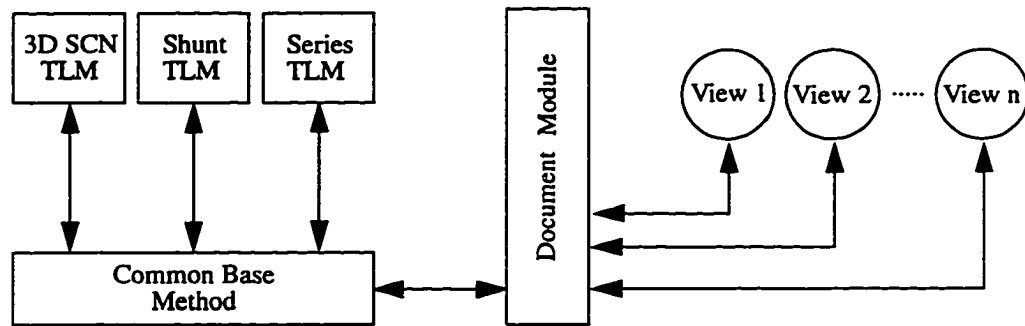 3D SCN
TLM
Shunt
TLM
Series
TLM
Common Base
Method
Document Module
View 1
View 2
.....
View n